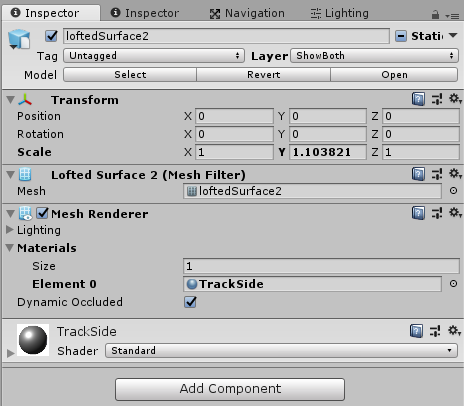 Inspector Inspector Navigation Lighting
loftedSurface2
Tag Untagged Layer ShowBoth
Model Select Revert Open
Transform
Position X 0 Y 0 Z 0
Rotation X 0 Y 0 Z 0
Scale X 1 Y 1.103821 Z 1
Lofted Surface 2 (Mesh Filter)
Mesh loftedSurface2
Mesh Renderer
Lighting
Materials
Size 1
Element 0 TrackSide
Dynamic Occluded
TrackSide
Shader Standard
Add Component